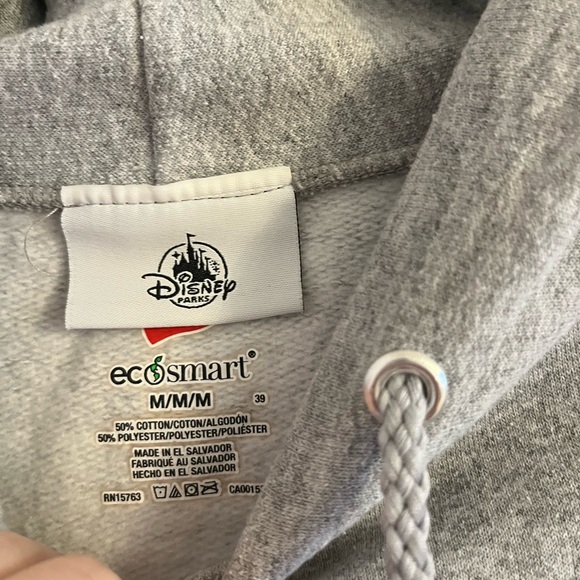 Disney
PARKS
ecosmart®
M/M/M 39
50% COTTON/COTON/ALGODÓN
50% POLYESTER/POLYESTER/POLIÉSTER
MADE IN EL SALVADOR
FABRIQUÉ AU SALVADOR
HECHO EN EL SALVADOR
RN15763 CA0015